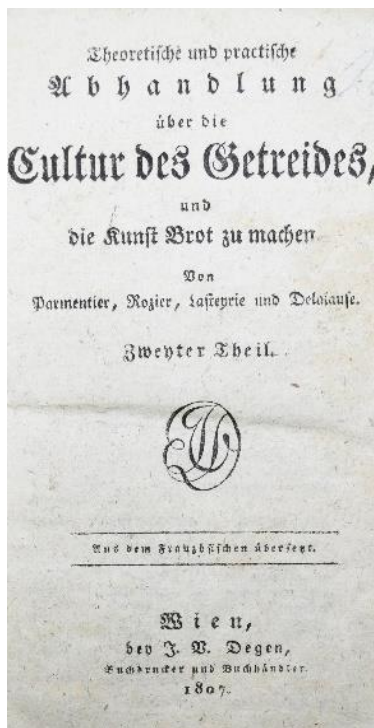 Theoretische und practische
Abhandlung
über die
Cultur des Getreides,
und
die Kunst Brot zu machen
Von
Parmentier, Rozier, Lasteyrie und Delalause.
Zweyter Theil.
Aus dem Französischen übersetzt.
Wien,
bey J. V. Degen,
Buchdrucker und Buchhändler.
1807.